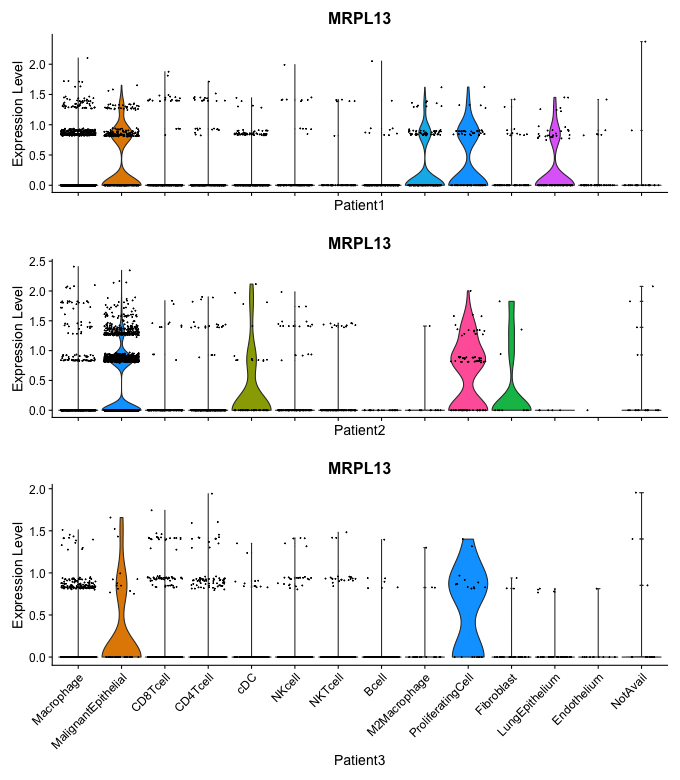 MRPL13
Expression Level
2.0
1.5
1.0
0.5
0.0
Patient1
MRPL13
Expression Level
2.5
2.0
1.5
1.0
0.5
0.0
Patient2
MRPL13
Expression Level
2.0
1.5
1.0
0.5
0.0
Macrophage
MalignantEpithelial
CD8Tcell
CD4Tcell
cDC
NKcell
NKTcell
Bcell
M2Macrophage
ProliferatingCell
Fibroblast
LungEpithelium
Endothelium
NotAvail
Patient3